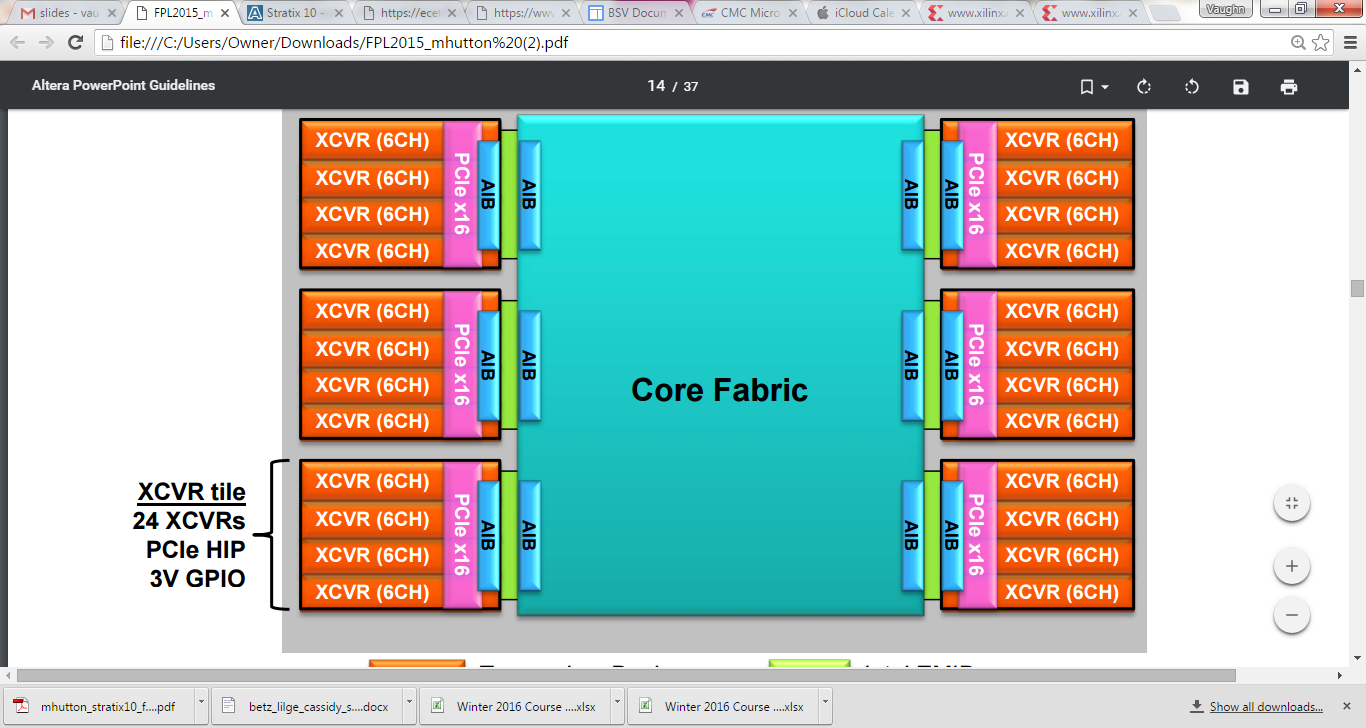 slides - vau
FPL2015_m
Stratix 10 -
https://ecet
https://ww
BSV Docum
CMC Micro
iCloud Cale
www.xilinx.
www.xilinx.
Vaughn
file:///C:/Users/Owner/Downloads/FPL2015_mhutton%20(2).pdf
Altera PowerPoint Guidelines
14 / 37
XCVR (6CH)
XCVR (6CH)
XCVR (6CH)
XCVR (6CH)
PCIe x16
AIB
AIB
AIB
AIB
PCIe x16
XCVR (6CH)
XCVR (6CH)
XCVR (6CH)
XCVR (6CH)
XCVR (6CH)
XCVR (6CH)
XCVR (6CH)
XCVR (6CH)
PCIe x16
AIB
AIB
Core Fabric
AIB
AIB
PCIe x16
XCVR (6CH)
XCVR (6CH)
XCVR (6CH)
XCVR (6CH)
XCVR tile
24 XCVRs
PCIe HIP
3V GPIO
XCVR (6CH)
XCVR (6CH)
XCVR (6CH)
XCVR (6CH)
PCIe x16
AIB
AIB
AIB
AIB
PCIe x16
XCVR (6CH)
XCVR (6CH)
XCVR (6CH)
XCVR (6CH)
mhutton_stratix10_f....pdf
betz_lilge_cassidy_s....docx
Winter 2016 Course ....xlsx
Winter 2016 Course ....xlsx
Show all downloads...